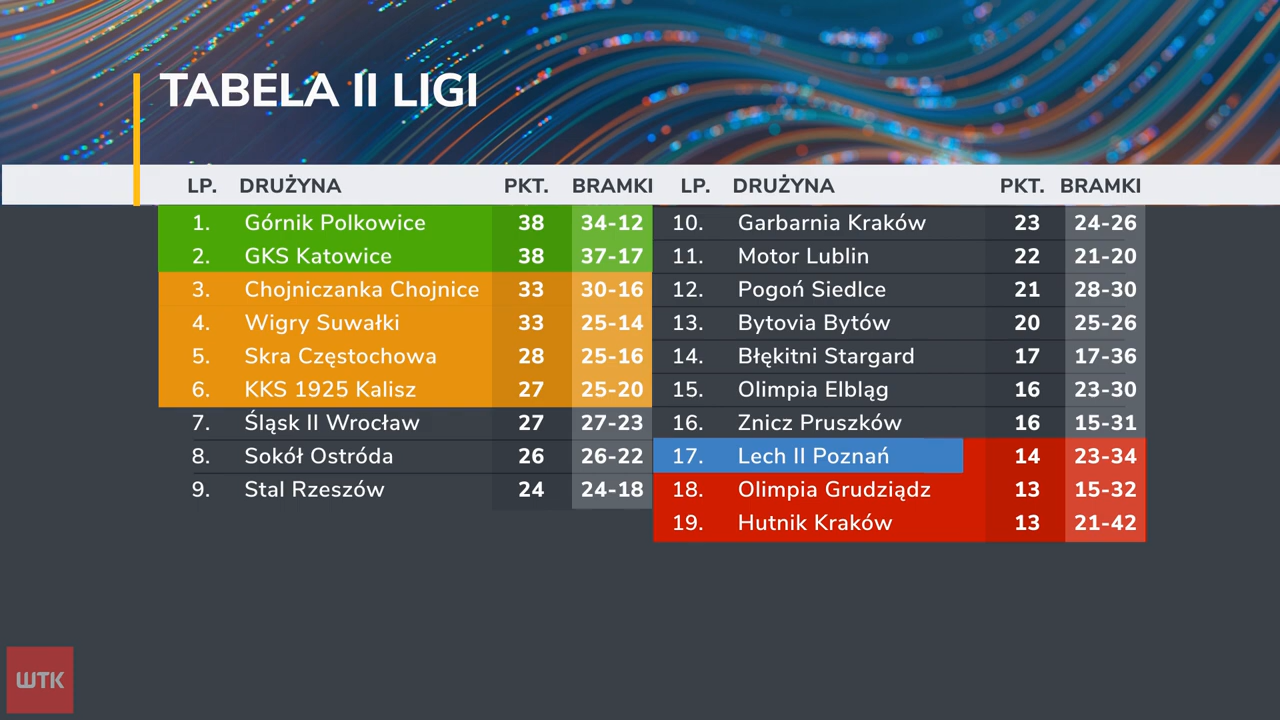 TABELA II LIGI
LP. DRUŻYNA PKT. BRAMKI
1. Górnik Polkowice 38 34-12
2. GKS Katowice 38 37-17
3. Chojniczanka Chojnice 33 30-16
4. Wigry Suwałki 33 25-14
5. Skra Częstochowa 28 25-16
6. KKS 1925 Kalisz 27 25-20
7. Śląsk II Wrocław 27 27-23
8. Sokół Ostróda 26 26-22
9. Stal Rzeszów 24 24-18
LP. DRUŻYNA PKT. BRAMKI
10. Garbarnia Kraków 23 24-26
11. Motor Lublin 22 21-20
12. Pogoń Siedlce 21 28-30
13. Bytovia Bytów 20 25-26
14. Błękitni Stargard 17 17-36
15. Olimpia Elbląg 16 23-30
16. Znicz Pruszków 16 15-31
17. Lech II Poznań 14 23-34
18. Olimpia Grudziądz 13 15-32
19. Hutnik Kraków 13 21-42
WTK